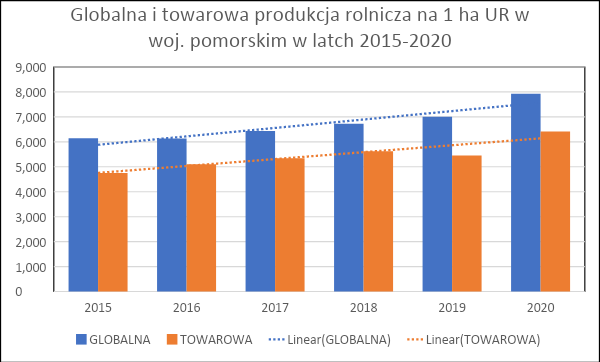 Globalna i towarowa produkcja rolnicza na 1 ha UR w
woj. pomorskim w latch 2015-2020
9,000
8,000
7,000
6,000
5,000
4,000
3,000
2,000
1,000
0
2015 2016 2017 2018 2019 2020
GLOBALNA TOWAROWA Linear(GLOBALNA) Linear(TOWAROWA)